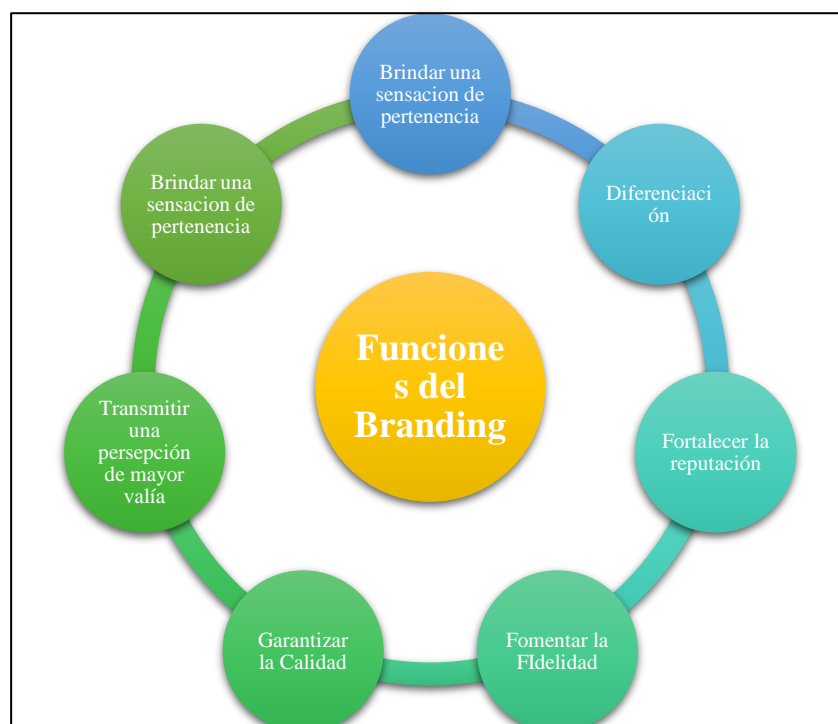 Brindar una
sensacion de
pertenencia
Diferenciaci
ón
Fortalecer la
reputación
Fomentar la
FIdelidad
Garantizar
la Calidad
Transmitir
una
persepción
de mayor
valía
Brindar una
sensacion de
pertenencia
Funcione
s del
Branding